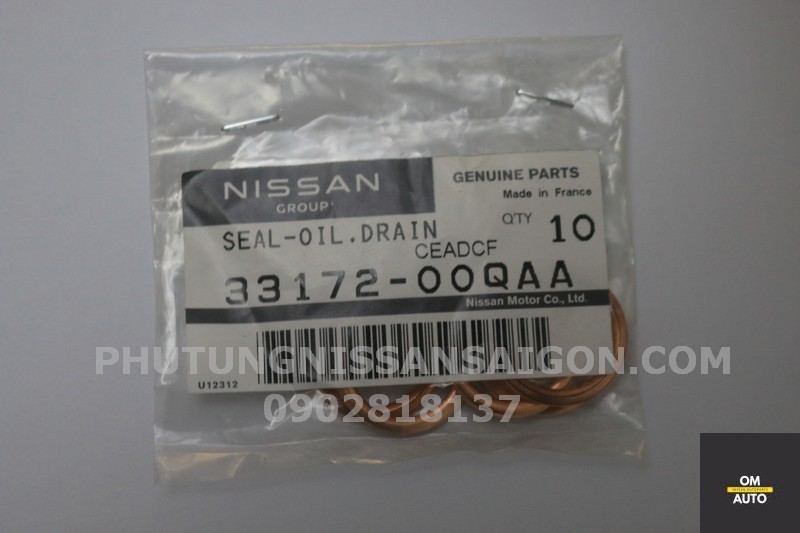 NISSAN
GROUP
GENUINE PARTS
Made in France
SEAL-OIL.DRAIN
Q'TY 10
CEADCF
33172-00QAA
Nissan Motor Co., Ltd.
PHUTUNGNISSANSAIGON.COM
U12312
0902818137
OM
AUTO